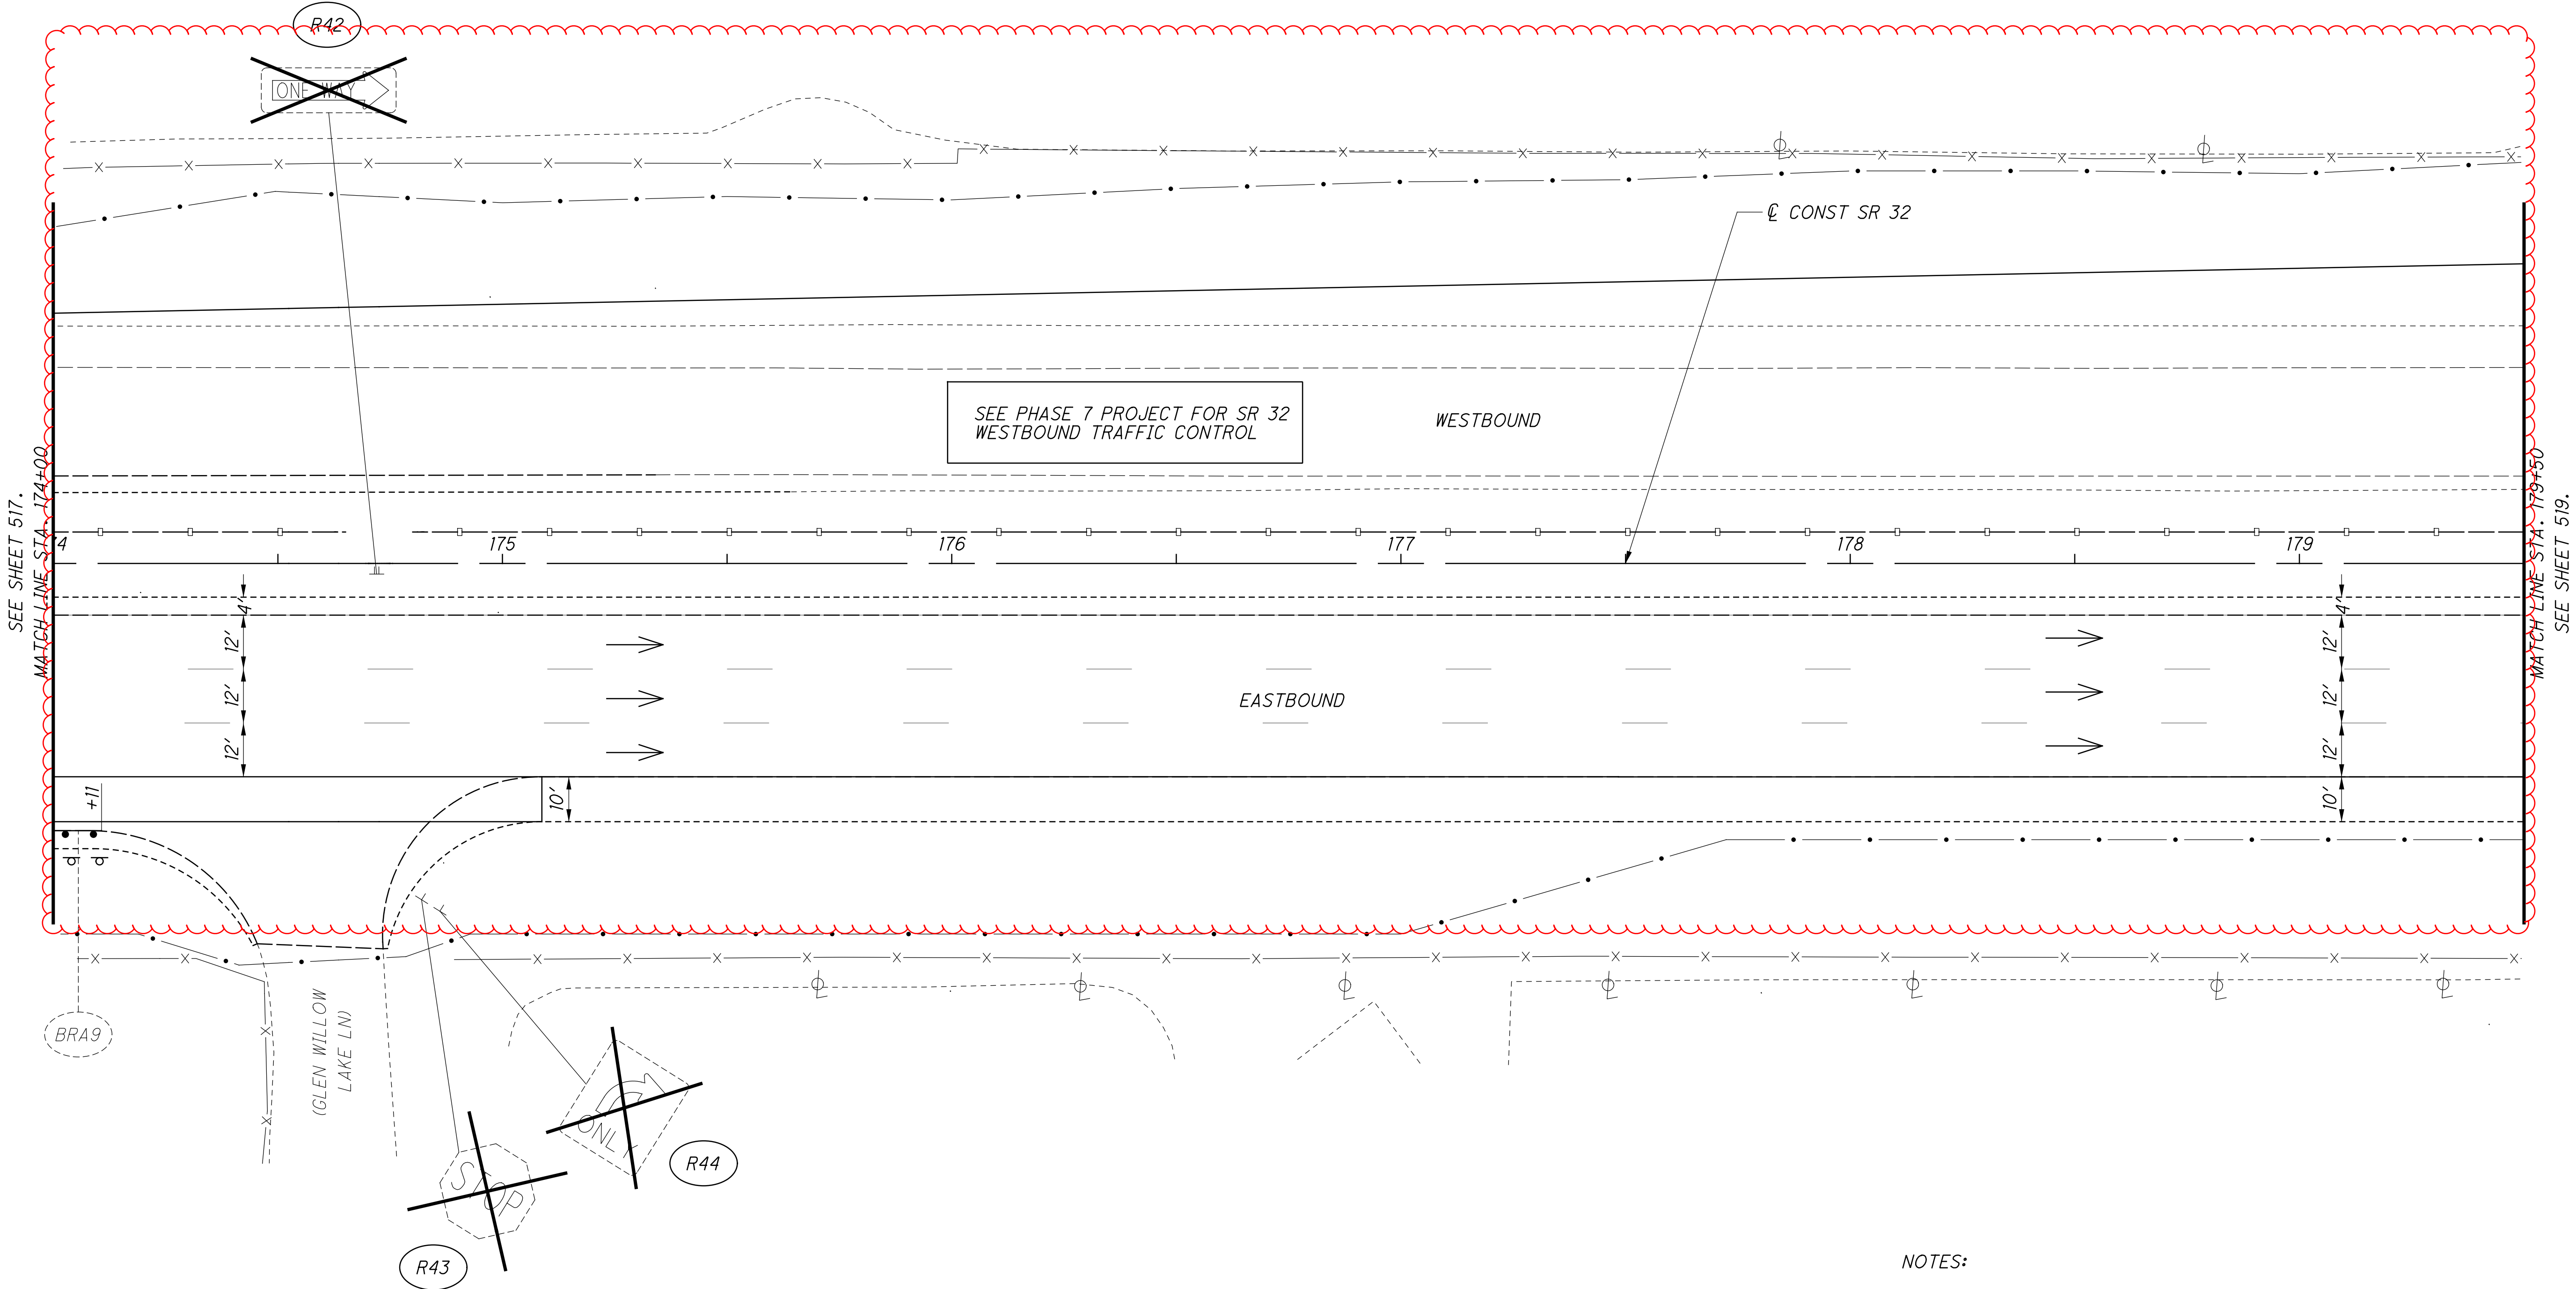 R42
ONE WAY
℄ CONST SR 32
SEE PHASE 7 PROJECT FOR SR 32
WESTBOUND TRAFFIC CONTROL
WESTBOUND
SEE SHEET 517.
MATCH LINE STA. 174+00
MATCH LINE STA. 179+50
SEE SHEET 519.
4
175
176
177
178
179
4'
12'
12'
12'
4'
12'
12'
12'
EASTBOUND
+11
10'
10'
BRA9
(GLEN WILLOW
LAKE LN)
ONLY
R44
STOP
R43
NOTES: